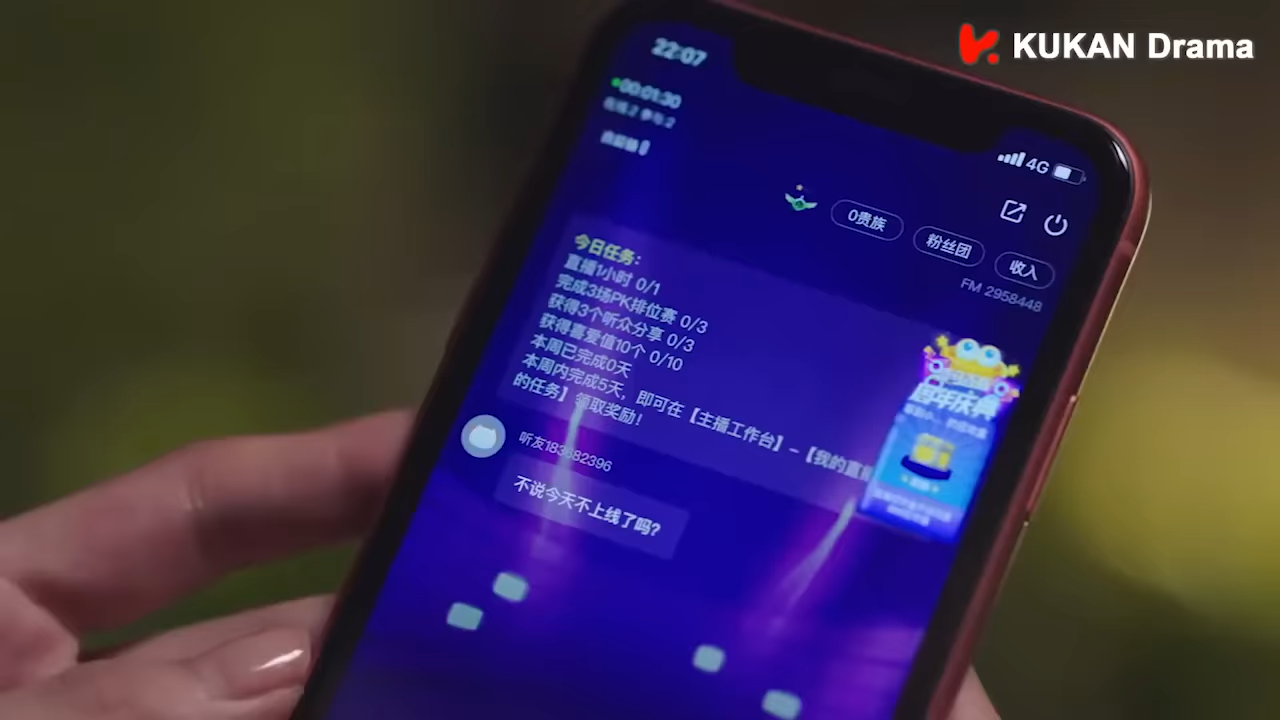 KUKAN Drama
22:07
00:01:30
4G
0贵族
粉丝团
收入
FM 2958448
今日任务:
直播1小时 0/1
完成3场PK排位赛 0/3
获得3个听众分享 0/3
获得喜爱值10个 0/10
本周已完成0天
本周内完成5天，即可在【主播工作台】-【我的直播
的任务】领取奖励!
周年庆典
听友183682396
不说今天不上线了吗?